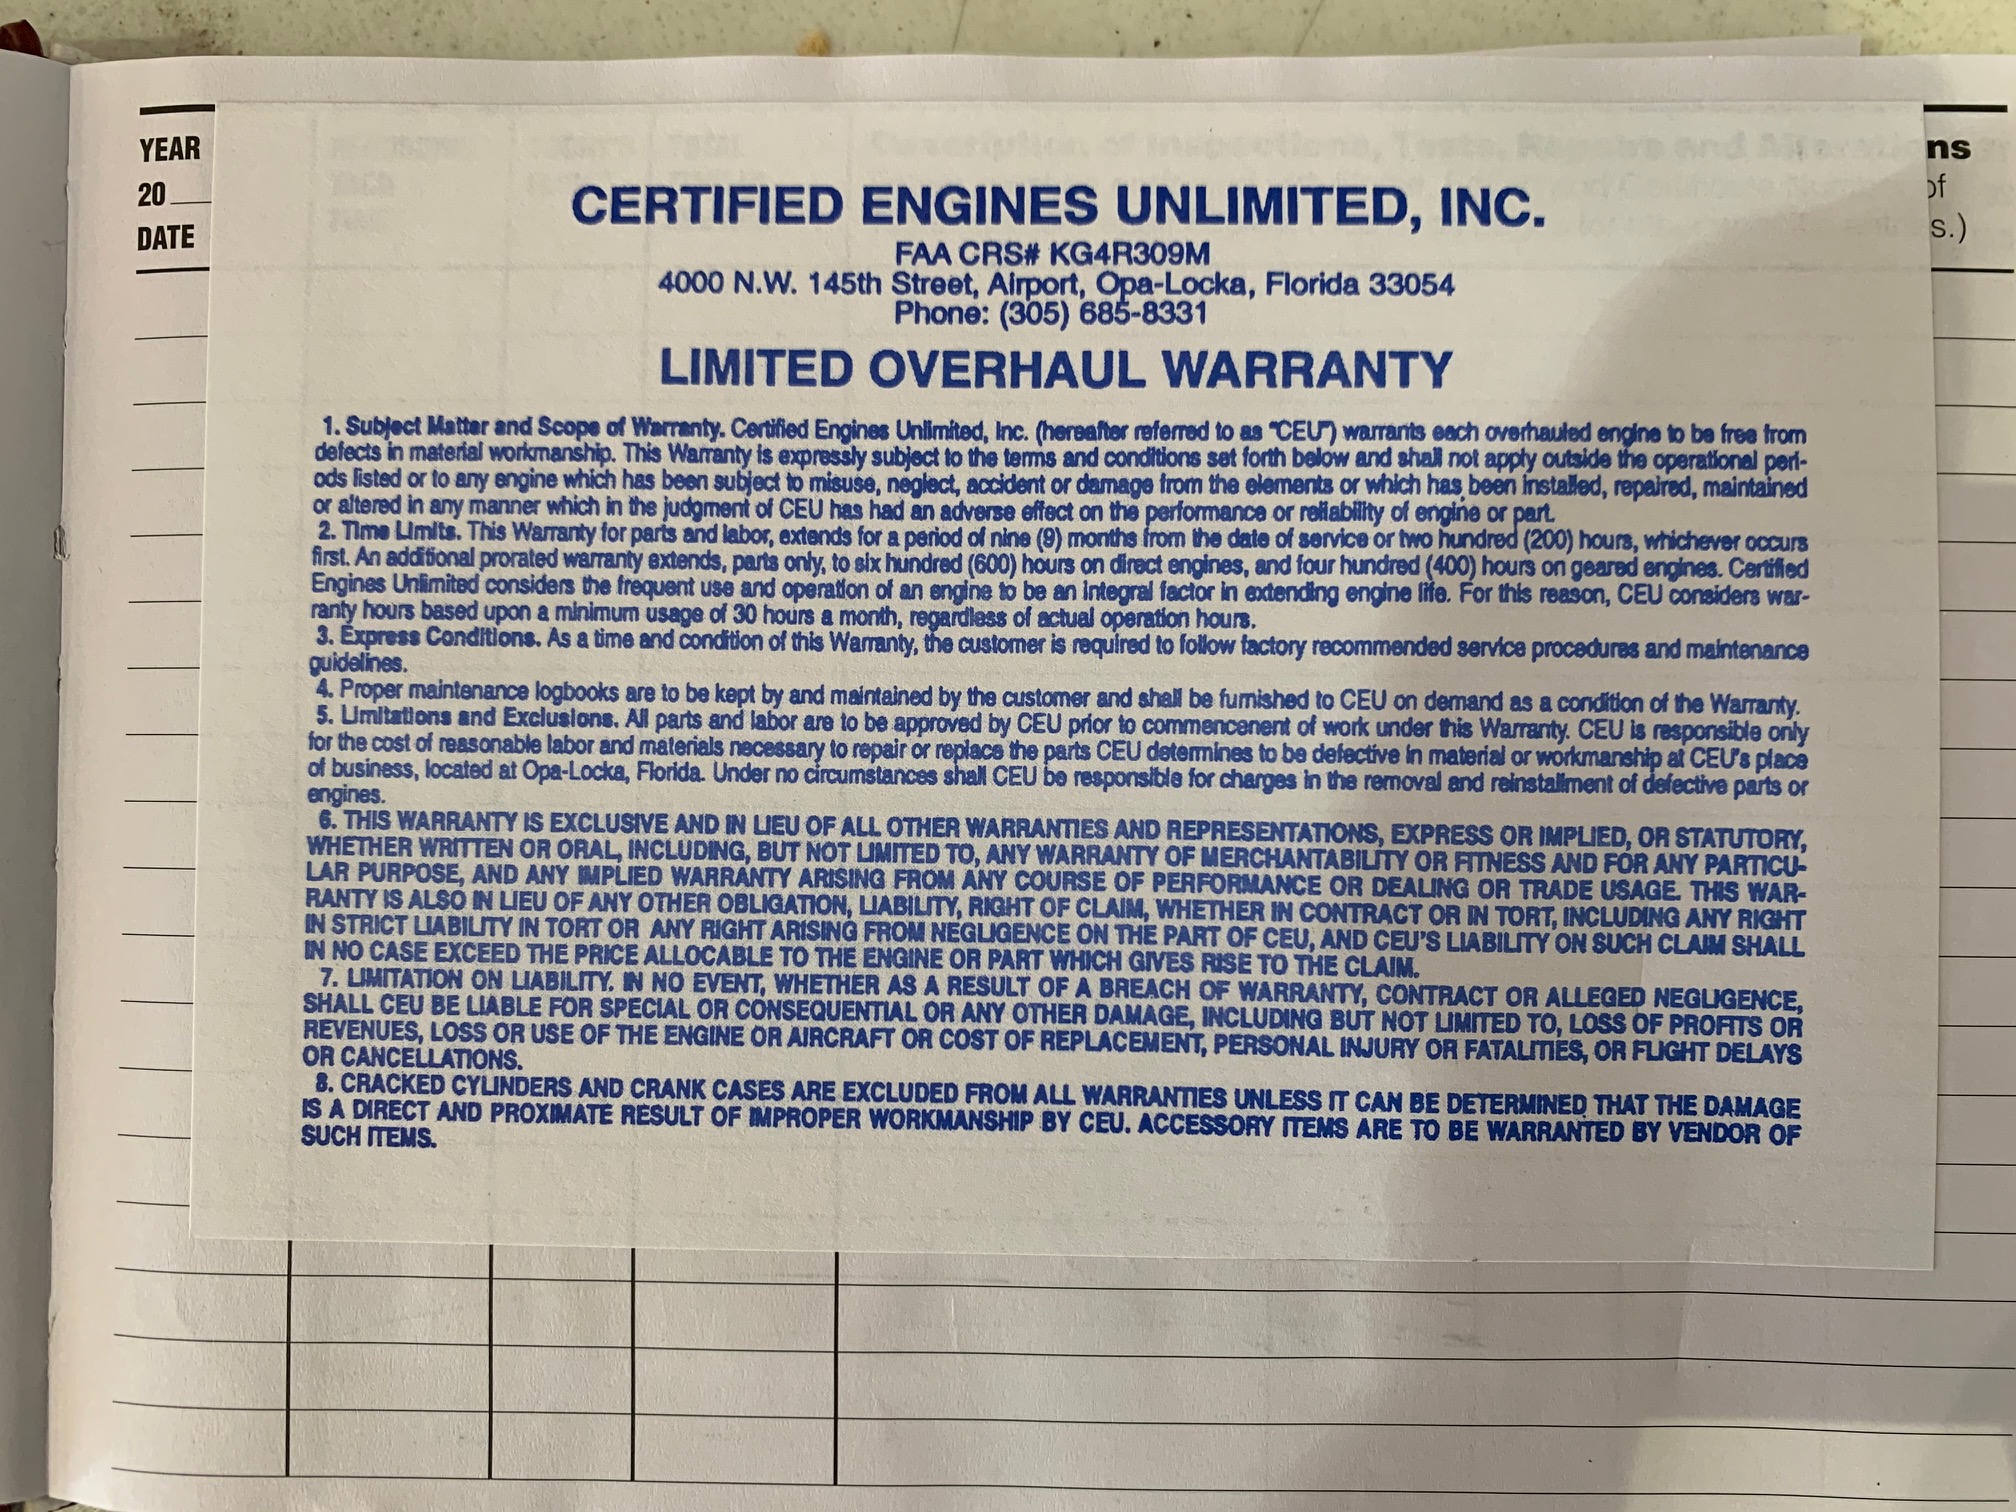 YEAR
20
DATE
ns
of
s.)
CERTIFIED ENGINES UNLIMITED, INC.
FAA CRS# KG4R309M
4000 N.W. 145th Street, Airport, Opa-Locka, Florida 33054
Phone: (305) 685-8331
LIMITED OVERHAUL WARRANTY
1. Subject Matter and Scope of Warranty. Certified Engines Unlimited, Inc. (hereafter referred to as "CEU") warrants each overhauled engine to be free from
defects in material workmanship. This Warranty is expressly subject to the terms and conditions set forth below and shall not apply outside the operational peri-
ods listed or to any engine which has been subject to misuse, neglect, accident or damage from the elements or which has been installed, repaired, maintained
or altered in any manner which in the judgment of CEU has had an adverse effect on the performance or reliability of engine or part.
2. Time Limits. This Warranty for parts and labor, extends for a period of nine (9) months from the date of service or two hundred (200) hours, whichever occurs
first. An additional prorated warranty extends, parts only, to six hundred (600) hours on direct engines, and four hundred (400) hours on geared engines. Certified
Engines Unlimited considers the frequent use and operation of an engine to be an integral factor in extending engine life. For this reason, CEU considers war-
ranty hours based upon a minimum usage of 30 hours a month, regardless of actual operation hours.
3. Express Conditions. As a time and condition of this Warranty, the customer is required to follow factory recommended service procedures and maintenance
guidelines.
4. Proper maintenance logbooks are to be kept by and maintained by the customer and shall be furnished to CEU on demand as a condition of the Warranty.
5. Limitations and Exclusions. All parts and labor are to be approved by CEU prior to commencenent of work under this Warranty. CEU is responsible only
for the cost of reasonable labor and materials necessary to repair or replace the parts CEU determines to be defective in material or workmanship at CEU's place
of business, located at Opa-Locka, Florida. Under no circumstances shall CEU be responsible for charges in the removal and reinstallment of defective parts or
engines.
6. THIS WARRANTY IS EXCLUSIVE AND IN LIEU OF ALL OTHER WARRANTIES AND REPRESENTATIONS, EXPRESS OR IMPLIED, OR STATUTORY,
WHETHER WRITTEN OR ORAL, INCLUDING, BUT NOT LIMITED TO, ANY WARRANTY OF MERCHANTABILITY OR FITNESS AND FOR ANY PARTICU-
LAR PURPOSE, AND ANY IMPLIED WARRANTY ARISING FROM ANY COURSE OF PERFORMANCE OR DEALING OR TRADE USAGE. THIS WAR-
RANTY IS ALSO IN LIEU OF ANY OTHER OBLIGATION, LIABILITY, RIGHT OF CLAIM, WHETHER IN CONTRACT OR IN TORT, INCLUDING ANY RIGHT
IN STRICT LIABILITY IN TORT OR ANY RIGHT ARISING FROM NEGLIGENCE ON THE PART OF CEU, AND CEU'S LIABILITY ON SUCH CLAIM SHALL
IN NO CASE EXCEED THE PRICE ALLOCABLE TO THE ENGINE OR PART WHICH GIVES RISE TO THE CLAIM.
7. LIMITATION ON LIABILITY. IN NO EVENT, WHETHER AS A RESULT OF A BREACH OF WARRANTY, CONTRACT OR ALLEGED NEGLIGENCE,
SHALL CEU BE LIABLE FOR SPECIAL OR CONSEQUENTIAL OR ANY OTHER DAMAGE, INCLUDING BUT NOT LIMITED TO, LOSS OF PROFITS OR
REVENUES, LOSS OR USE OF THE ENGINE OR AIRCRAFT OR COST OF REPLACEMENT, PERSONAL INJURY OR FATALITIES, OR FLIGHT DELAYS
OR CANCELLATIONS.
8. CRACKED CYLINDERS AND CRANK CASES ARE EXCLUDED FROM ALL WARRANTIES UNLESS IT CAN BE DETERMINED THAT THE DAMAGE
IS A DIRECT AND PROXIMATE RESULT OF IMPROPER WORKMANSHIP BY CEU. ACCESSORY ITEMS ARE TO BE WARRANTED BY VENDOR OF
SUCH ITEMS.